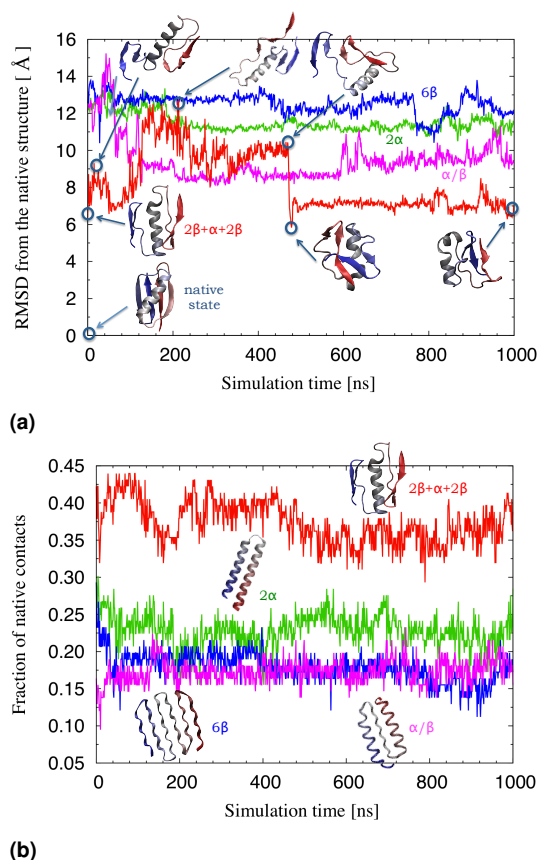 16
14
12
10
8
6
4
2
0
RMSD from the native structure [ Å ]
6β
2α
α/β
2β+α+2β
native
state
0
200
400
600
800
1000
Simulation time [ns]
(a)
0.45
0.40
0.35
0.30
0.25
0.20
0.15
0.10
0.05
Fraction of native contacts
2β+α+2β
2α
6β
α/β
0
200
400
600
800
1000
Simulation time [ns]
(b)